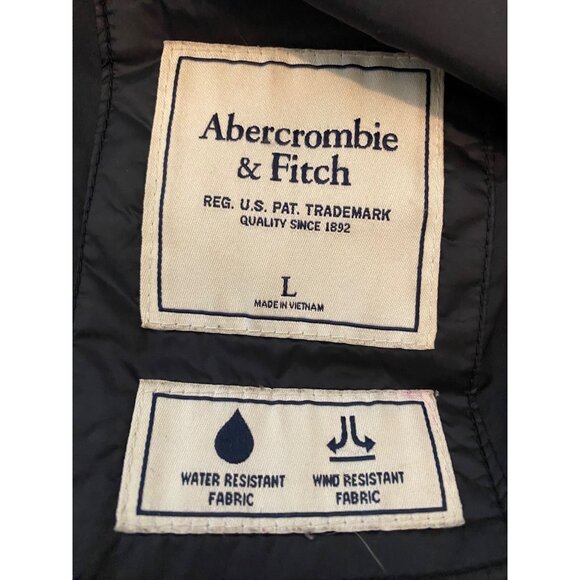 Abercrombie
& Fitch
REG. U.S. PAT. TRADEMARK
QUALITY SINCE 1892
L
MADE IN VIETNAM
WATER RESISTANT
FABRIC
WIND RESISTANT
FABRIC